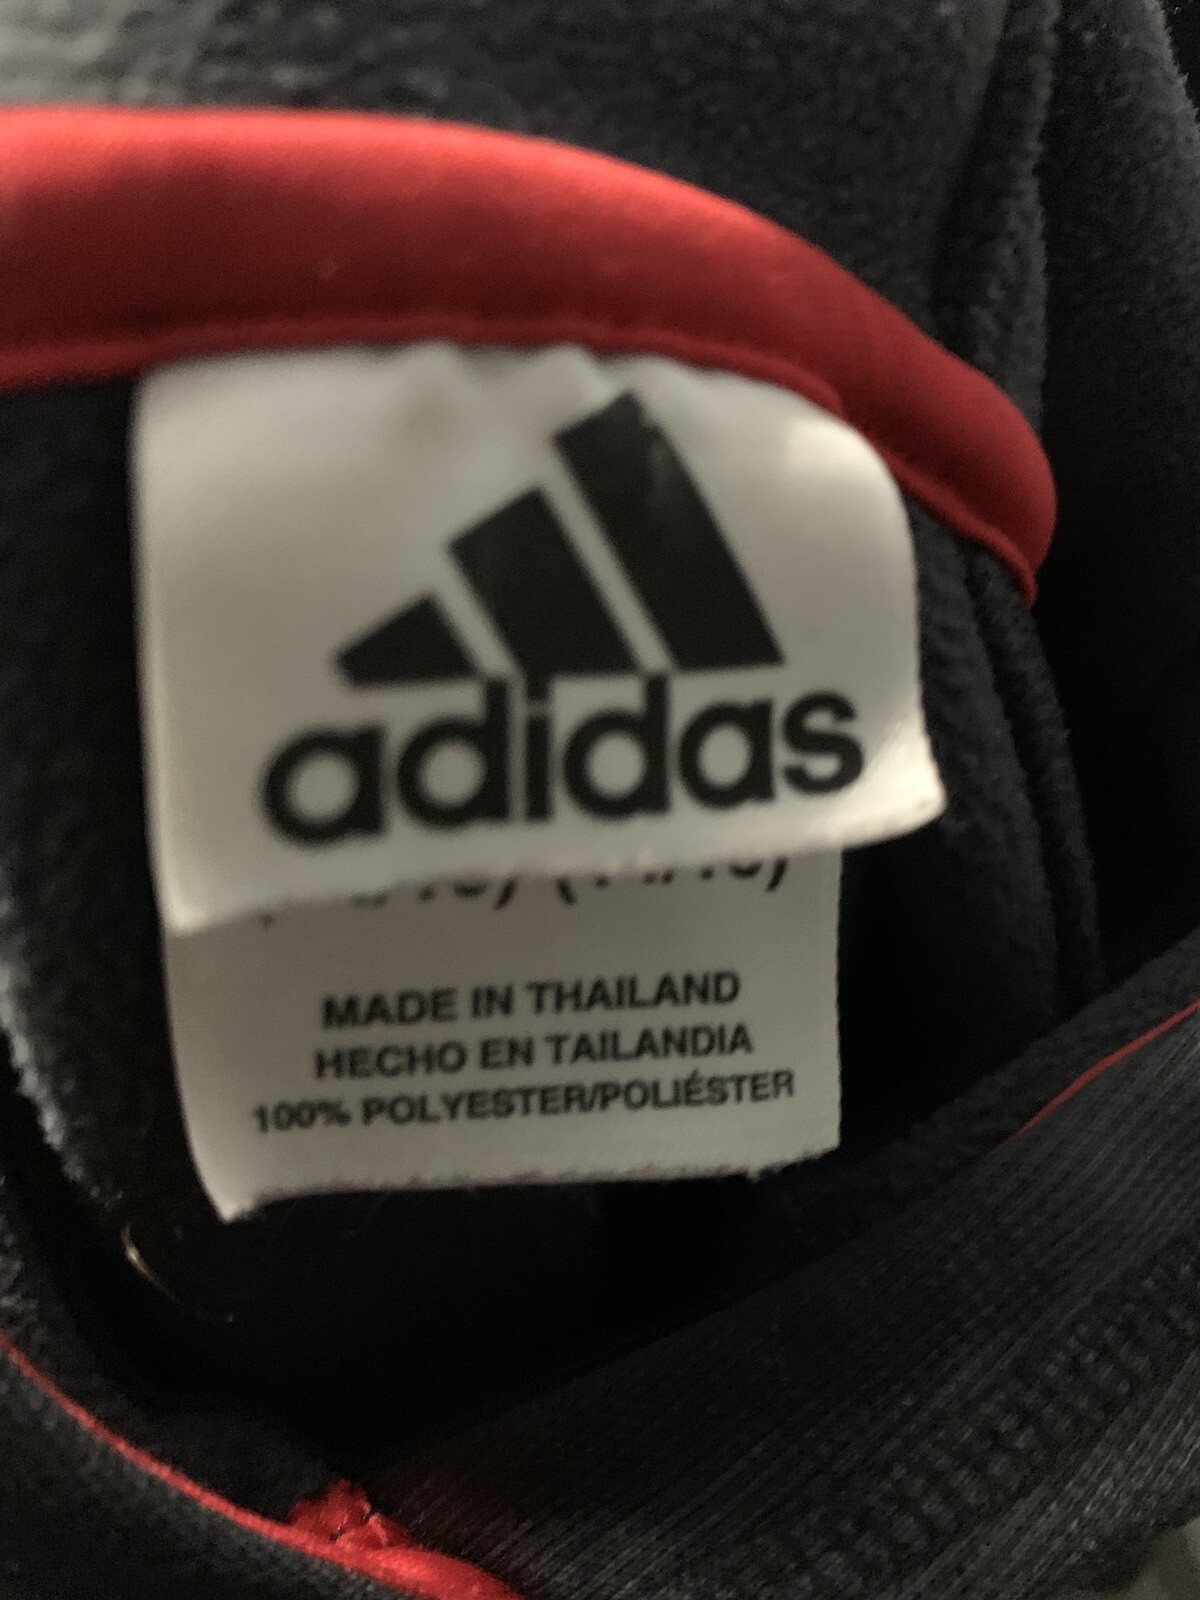 adidas
MADE IN THAILAND
HECHO EN TAILANDIA
100% POLYESTER/POLIÉSTER